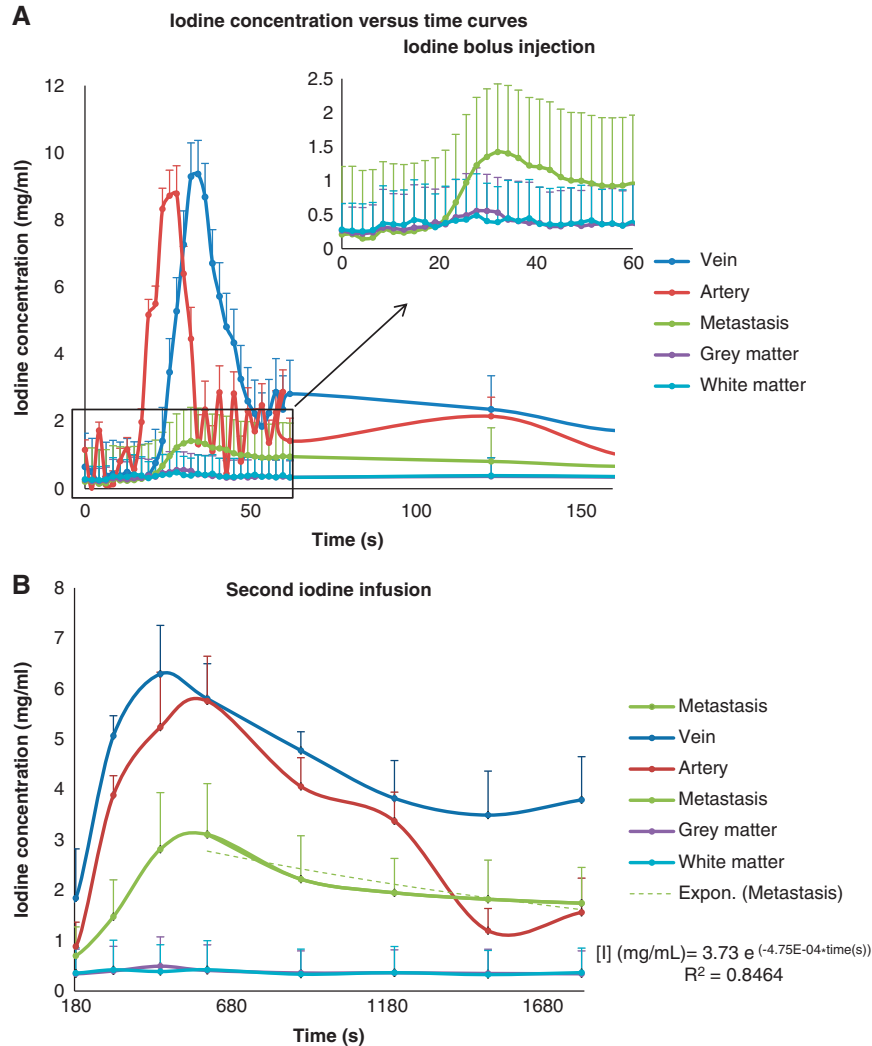 A
Iodine concentration versus time curves
Iodine bolus injection
Iodine concentration (mg/ml)
12
10
8
6
4
2
0
0
50
100
150
Time (s)
2.5
2
1.5
1
0.5
0
0
20
40
60
Vein
Artery
Metastasis
Grey matter
White matter
B
Second iodine infusion
Iodine concentration (mg/ml)
8
7
6
5
4
3
2
1
0
180
680
1180
1680
Time (s)
Metastasis
Vein
Artery
Metastasis
Grey matter
White matter
Expon. (Metastasis)
[I] (mg/mL)= 3.73 e (-4.75E-04*time(s))
R2 = 0.8464